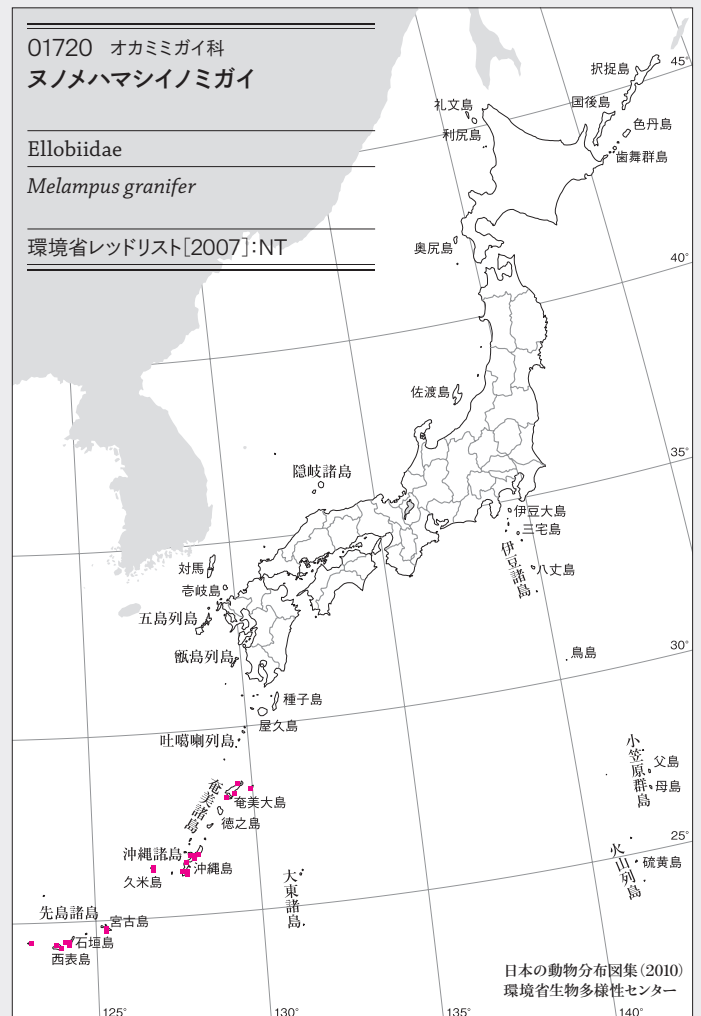 01720 オカミミガイ科
ヌノメハマシイノミガイ
Ellobiidae
Melampus granifer
環境省レッドリスト[2007]:NT
択捉島
45°
礼文島
国後島
利尻島
色丹島
歯舞群島
奥尻島
40°
佐渡島
35°
隠岐諸島
伊豆大島
三宅島
伊豆諸島
八丈島
対馬
壱岐島
五島列島
甑島列島
鳥島
30°
種子島
屋久島
吐噶喇列島
小笠原群島
父島
母島
奄美諸島
奄美大島
徳之島
25°
沖縄諸島
沖縄島
久米島
大東諸島
火山列島
硫黄島
先島諸島
宮古島
石垣島
西表島
日本の動物分布図集(2010)
環境省生物多様性センター
125°
130°
135°
140°